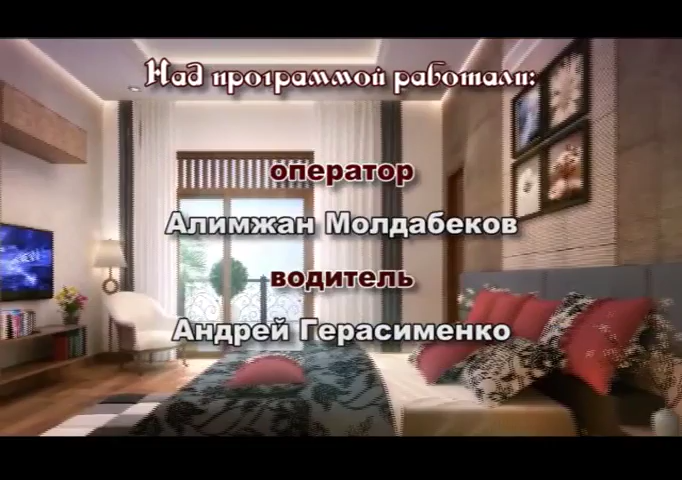 Над программой работали:
оператор
Алимжан Молдабеков
водитель
Андрей Герасименко